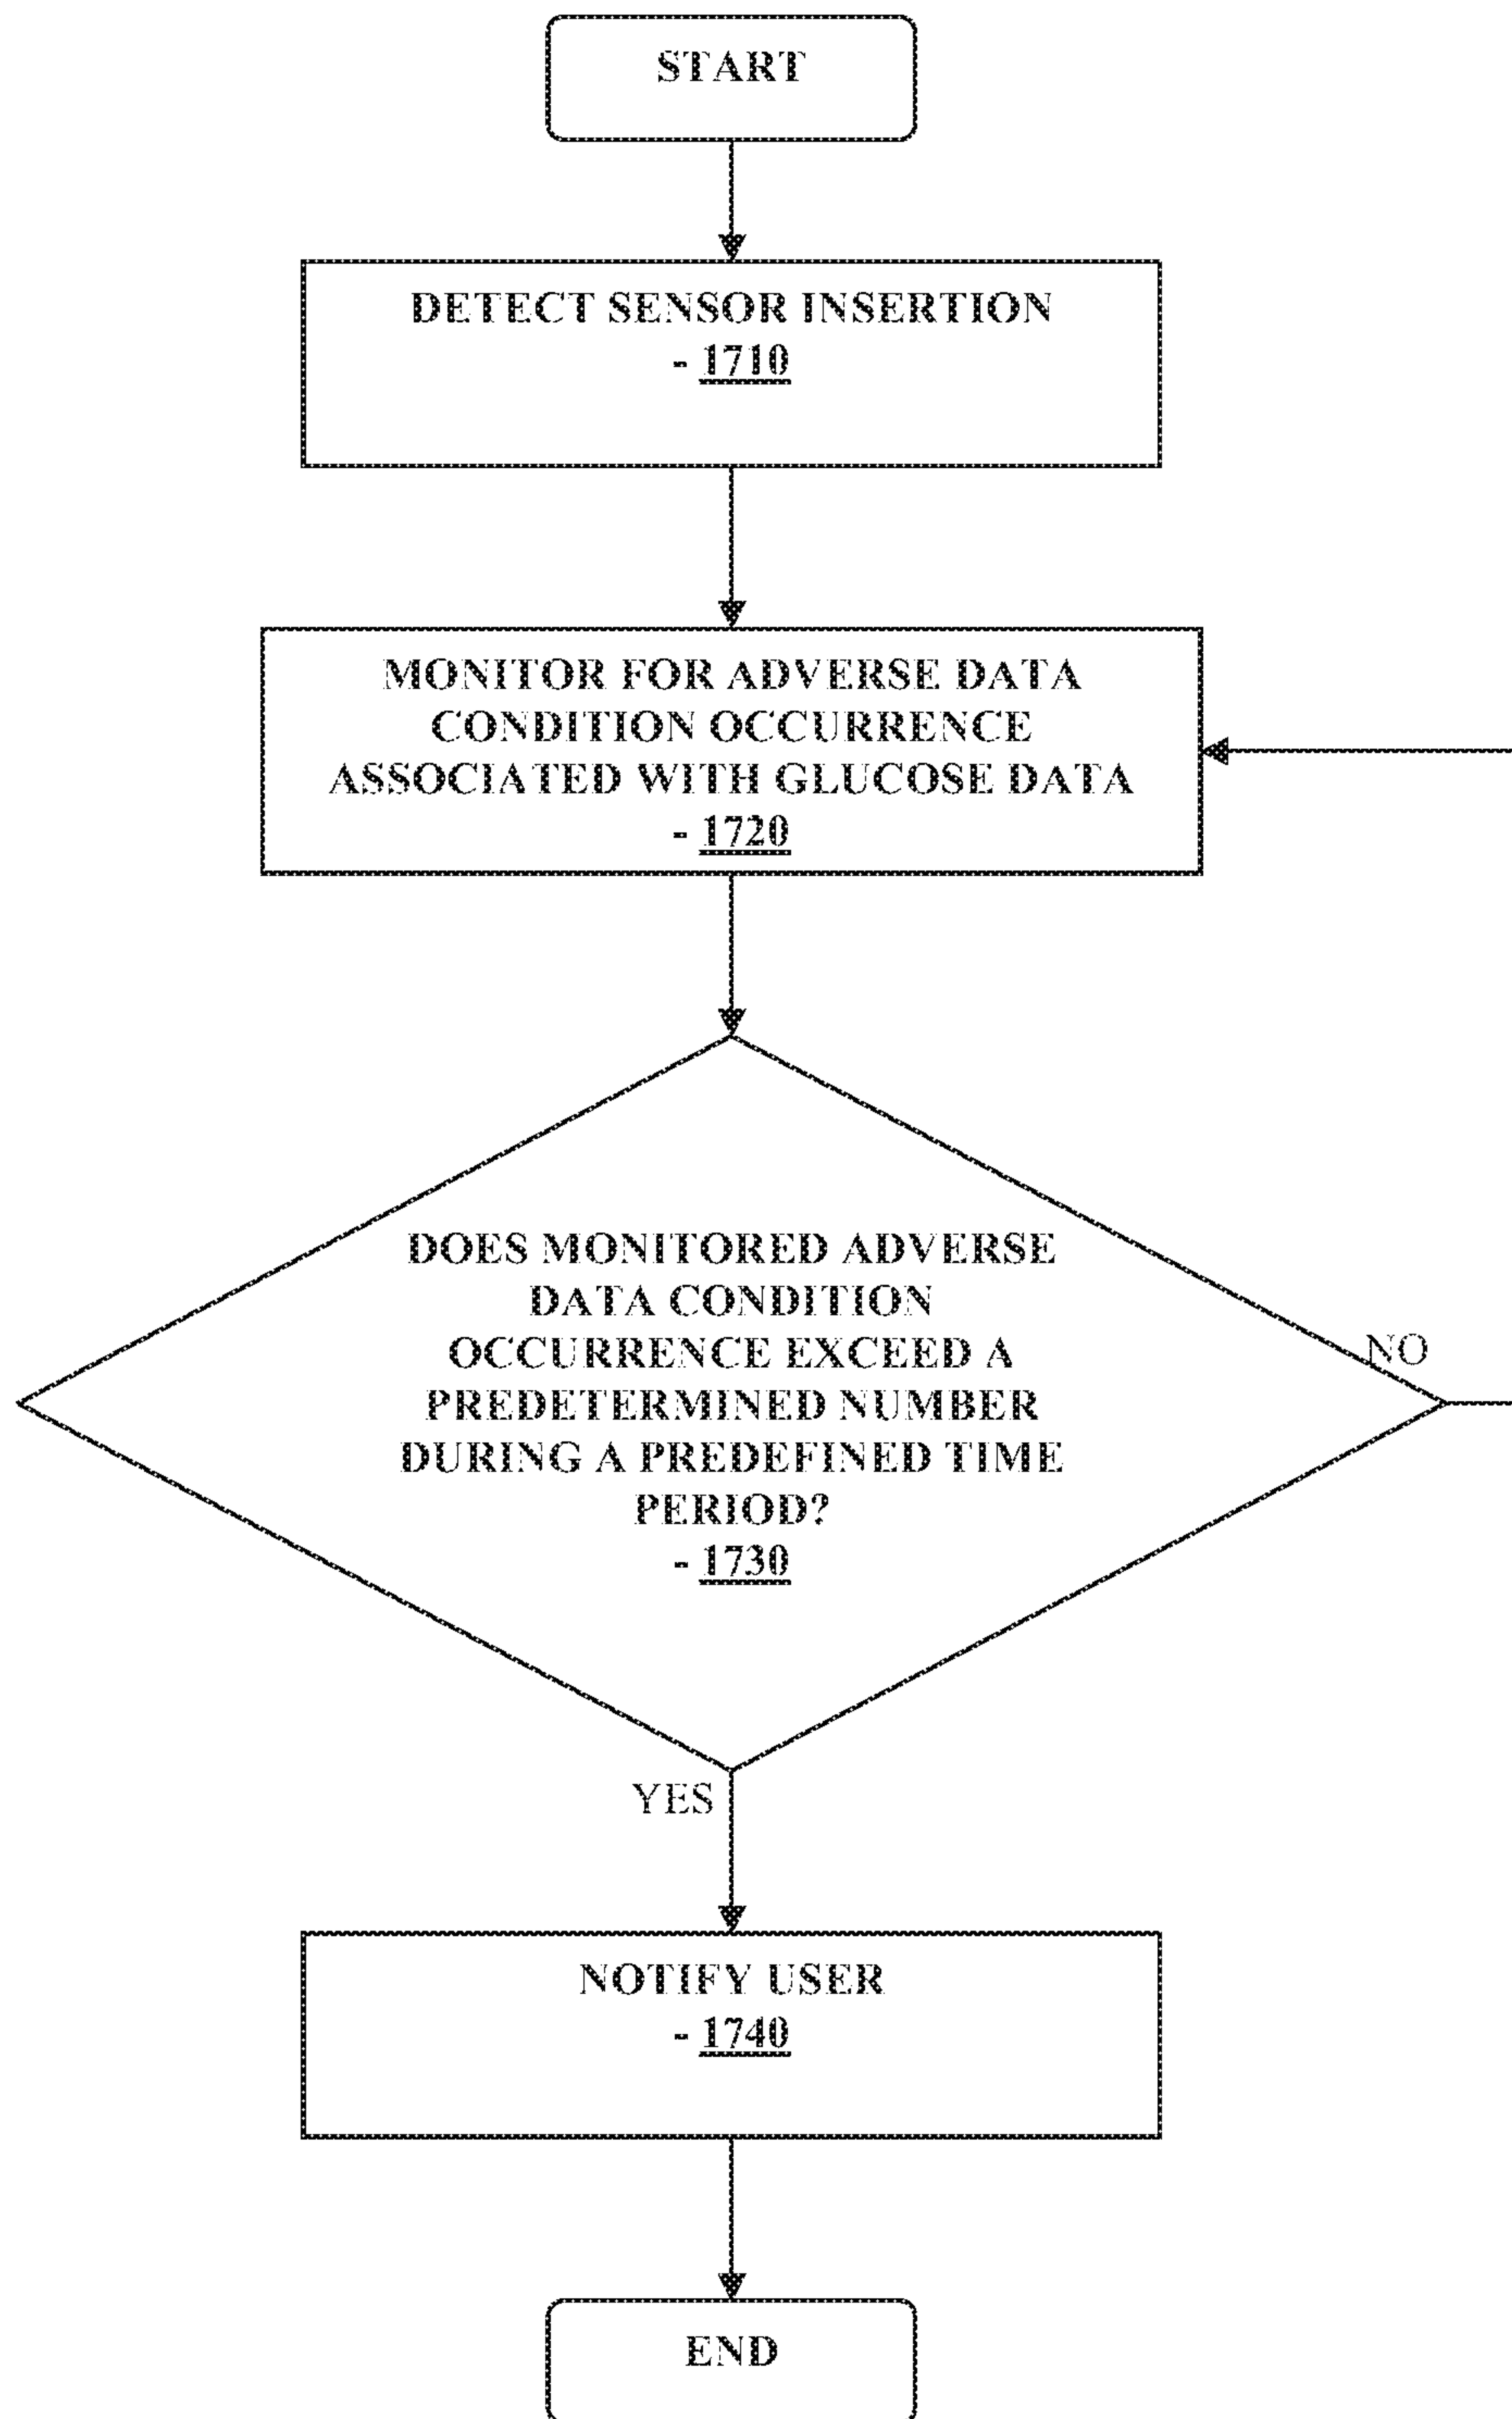 START
DETECT SENSOR INSERTION
- 1710
MONITOR FOR ADVERSE DATA
CONDITION OCCURRENCE
ASSOCIATED WITH GLUCOSE DATA
- 1720
DOES MONITORED ADVERSE
DATA CONDITION
OCCURRENCE EXCEED A
PREDETERMINED NUMBER
DURING A PREDEFINED TIME
PERIOD?
- 1730
NO
YES
NOTIFY USER
- 1740
END